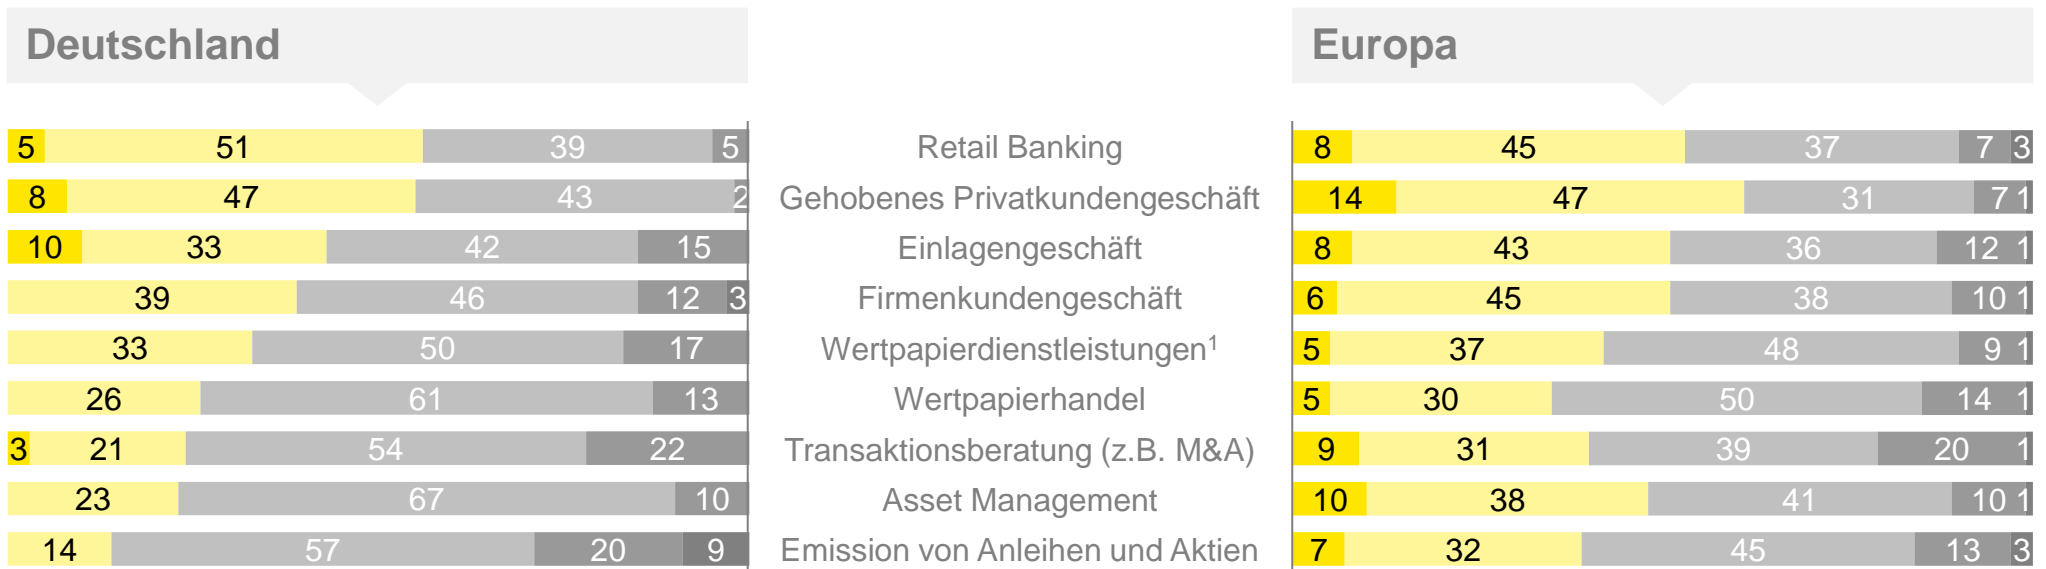 Deutschland Europa
5 51 39 5 Retail Banking 8 45 37 7 3
8 47 43 2 Gehobenes Privatkundengeschäft 14 47 31 7 1
10 33 42 15 Einlagengeschäft 8 43 36 12 1
39 46 12 3 Firmenkundengeschäft 6 45 38 10 1
33 50 17 Wertpapierdienstleistungen¹ 5 37 48 9 1
26 61 13 Wertpapierhandel 5 30 50 14 1
3 21 54 22 Transaktionsberatung (z.B. M&A) 9 31 39 20 1
23 67 10 Asset Management 10 38 41 10 1
14 57 20 9 Emission von Anleihen und Aktien 7 32 45 13 3